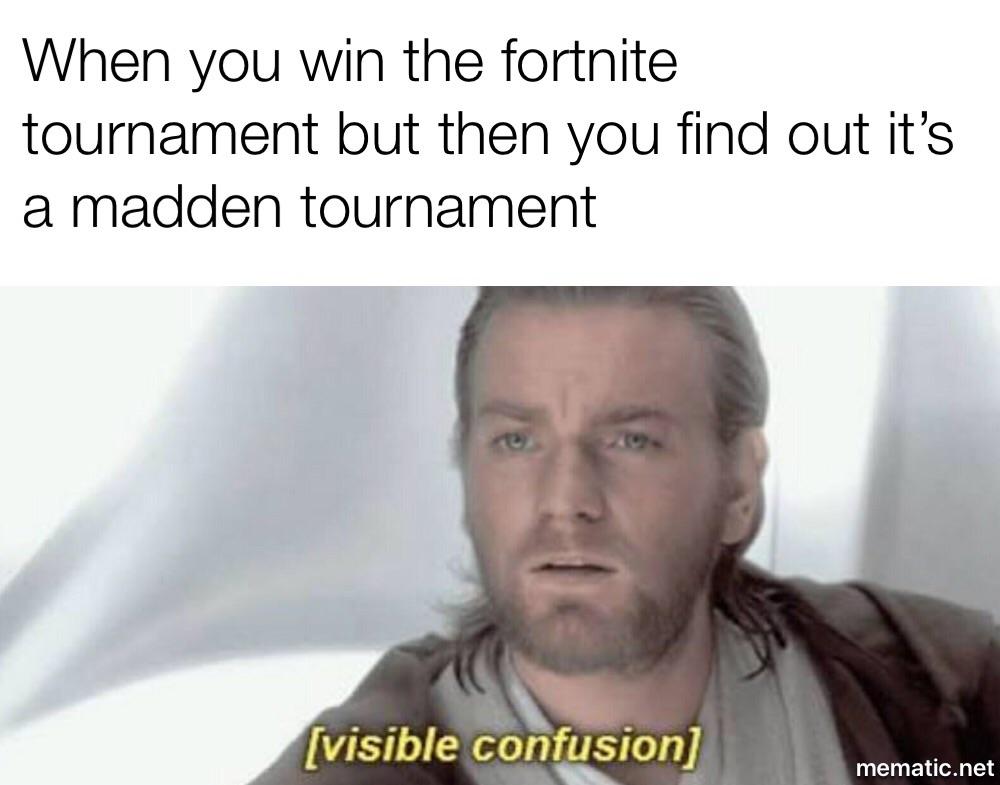 When you win the fortnite
tournament but then you find out it’s
a madden tournament
[visible confusion]
mematic.net